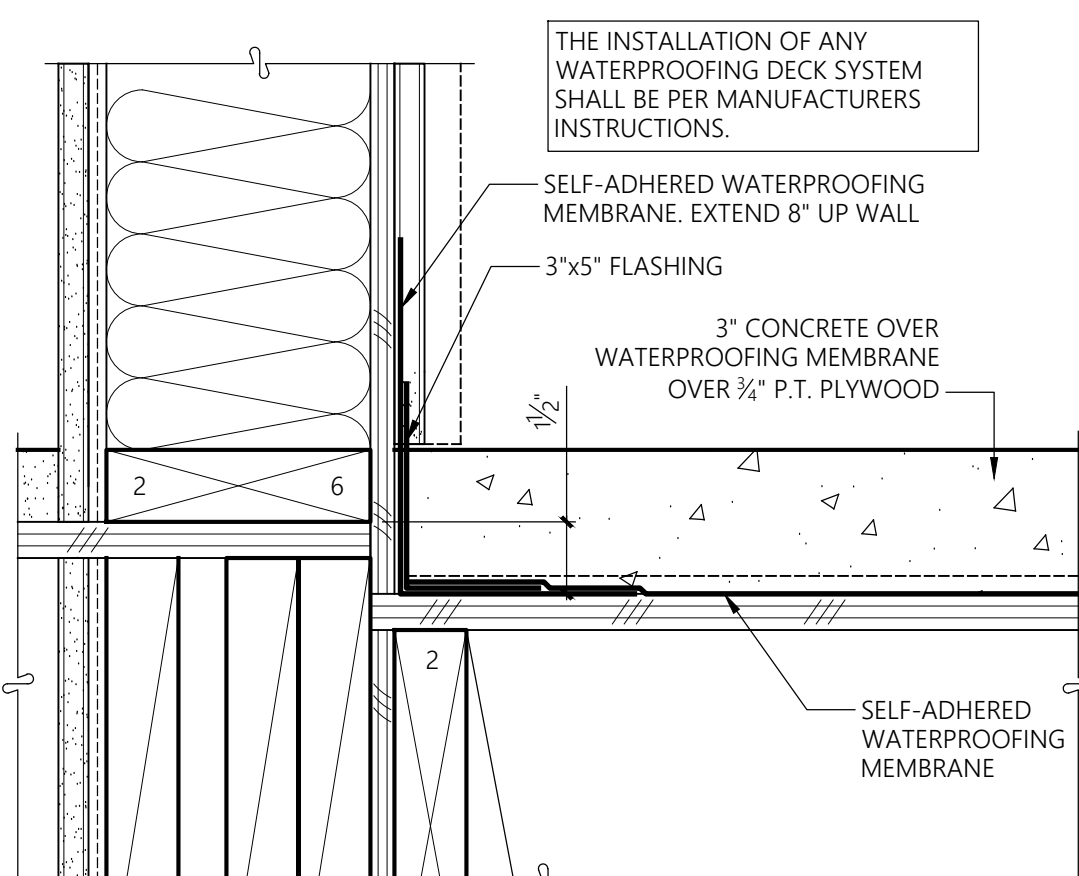 THE INSTALLATION OF ANY
WATERPROOFING DECK SYSTEM
SHALL BE PER MANUFACTURERS
INSTRUCTIONS.
SELF-ADHERED WATERPROOFING
MEMBRANE. EXTEND 8" UP WALL
3"x5" FLASHING
3" CONCRETE OVER
WATERPROOFING MEMBRANE
OVER ¾" P.T. PLYWOOD
1½"
2 6
2
SELF-ADHERED
WATERPROOFING
MEMBRANE